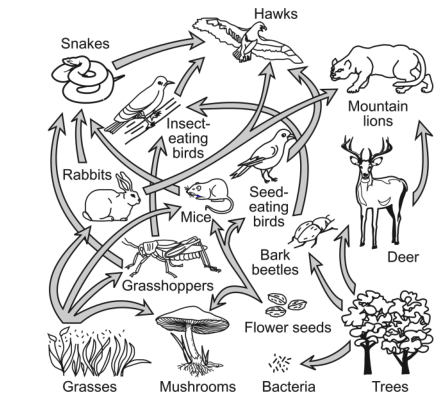 Hawks
Snakes
Mountain
lions
Insect-
eating
birds
Rabbits
Mice
Seed-
eating
birds
Bark
beetles
Deer
Grasshoppers
Flower seeds
Grasses
Mushrooms
Bacteria
Trees